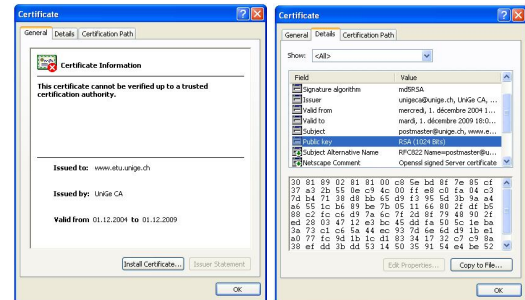 Certificate
General Details Certification Path
Certificate Information
This certificate cannot be verified up to a trusted
certification authority.
Issued to: www.etu.unige.ch
Issued by: UniGe CA
Valid from 01.12.2004 to 01.12.2009
Install Certificate... Issuer Statement
OK
Certificate
General Details Certification Path
Show: <All>
Field Value
Signature algorithm md5RSA
Issuer unigeca@unige.ch, UniGe CA, ...
Valid from mercredi, 1. décembre 2004 1...
Valid to mardi, 1. décembre 2009 18:0...
Subject postmaster@unige.ch, www.e...
Public key RSA (1024 Bits)
Subject Alternative Name RFC822 Name=postmaster@u...
Netscape Comment Openssl signed Server certificate
30 81 89 02 81 81 00 c8 5e bd 8f 7e 85 cf
37 a3 2b 55 0e c9 4c 00 ff e8 c0 fa 04 c3
7d b4 71 38 d8 bb 65 d9 f3 95 5d 3b 9a a4
a6 55 1c b6 89 be 7b 05 11 66 80 2f df b5
88 c2 fc c6 d9 7a 6c 7f 2d 8f 79 48 90 2f
ed 28 03 47 12 e3 bc 45 dd fa 50 5c 1e ba
3a 73 c1 c6 5a 44 ec 93 7d 6e 6d d9 1b e1
a0 77 fc 9d 1b 1c d1 83 34 17 32 c7 c9 8a
38 ef dd 3b dd 53 14 50 35 91 54 e4 be 52
Edit Properties... Copy to File...
OK